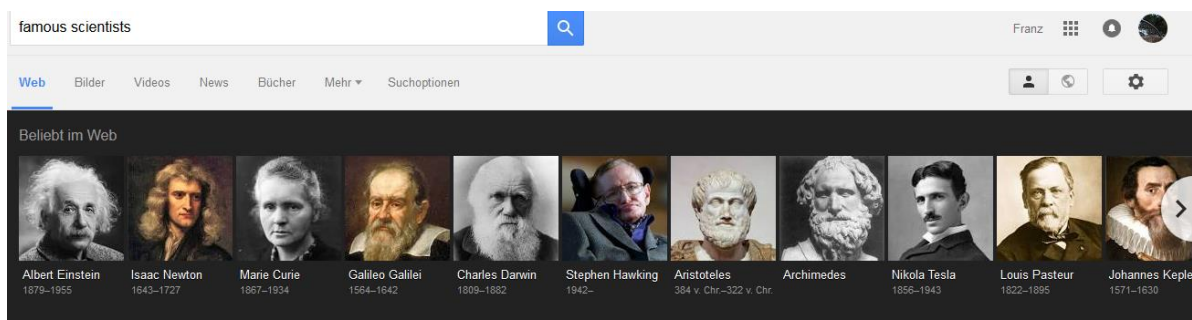 famous scientists
Franz
Web Bilder Videos News Bücher Mehr Suchoptionen
Beliebt im Web
Albert Einstein Isaac Newton Marie Curie Galileo Galilei Charles Darwin Stephen Hawking Aristoteles Archimedes Nikola Tesla Louis Pasteur Johannes Keple
1879–1955 1643–1727 1867–1934 1564–1642 1809–1882 1942– 384 v. Chr.–322 v. Chr. 1856–1943 1822–1895 1571–1630